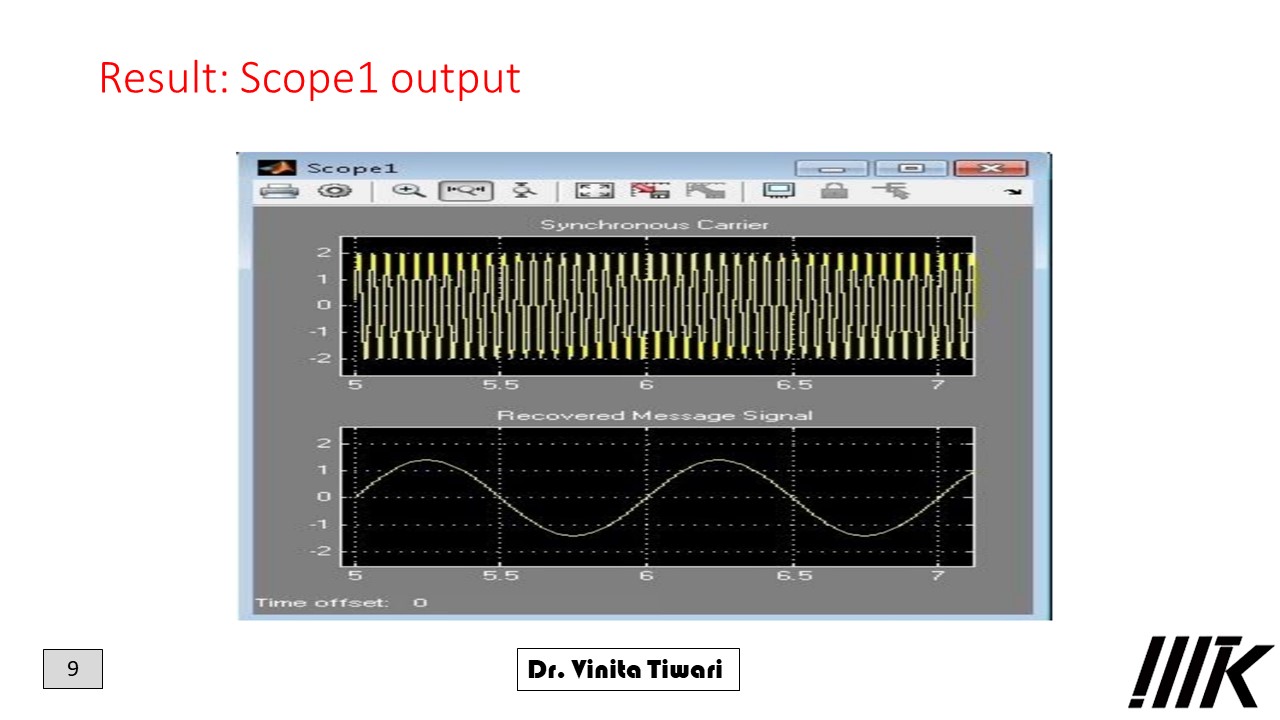 Result: Scope1 output
Scope1
Synchronous Carrier
2
1
0
-1
-2
5 5.5 6 6.5 7
Recovered Message Signal
2
1
0
-1
-2
5 5.5 6 6.5 7
Time offset: 0
9
Dr. Vinita Tiwari